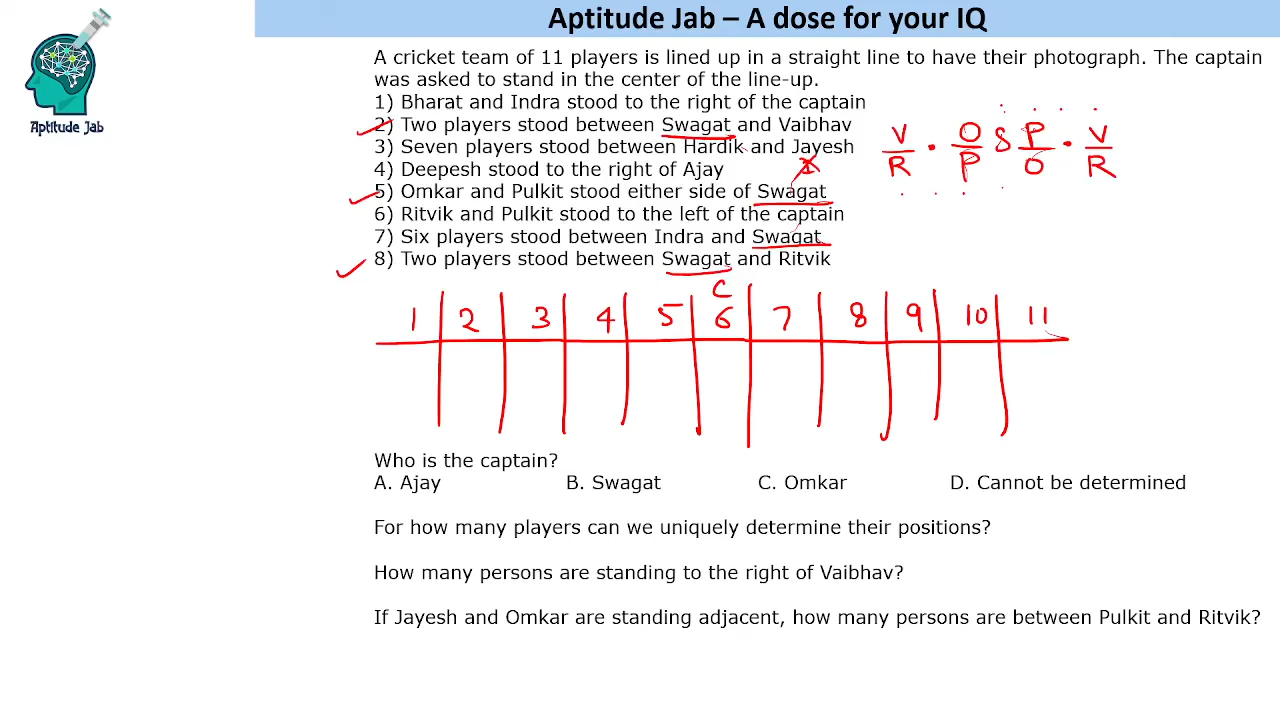 Aptitude Jab – A dose for your IQ
Aptitude Jab
A cricket team of 11 players is lined up in a straight line to have their photograph. The captain
was asked to stand in the center of the line-up.
1) Bharat and Indra stood to the right of the captain
2) Two players stood between Swagat and Vaibhav
3) Seven players stood between Hardik and Jayesh
4) Deepesh stood to the right of Ajay
5) Omkar and Pulkit stood either side of Swagat
6) Ritvik and Pulkit stood to the left of the captain
7) Six players stood between Indra and Swagat
8) Two players stood between Swagat and Ritvik
V O S P V
R P O R
I
C
1 2 3 4 5 6 7 8 9 10 11
Who is the captain?
A. Ajay B. Swagat C. Omkar D. Cannot be determined
For how many players can we uniquely determine their positions?
How many persons are standing to the right of Vaibhav?
If Jayesh and Omkar are standing adjacent, how many persons are between Pulkit and Ritvik?